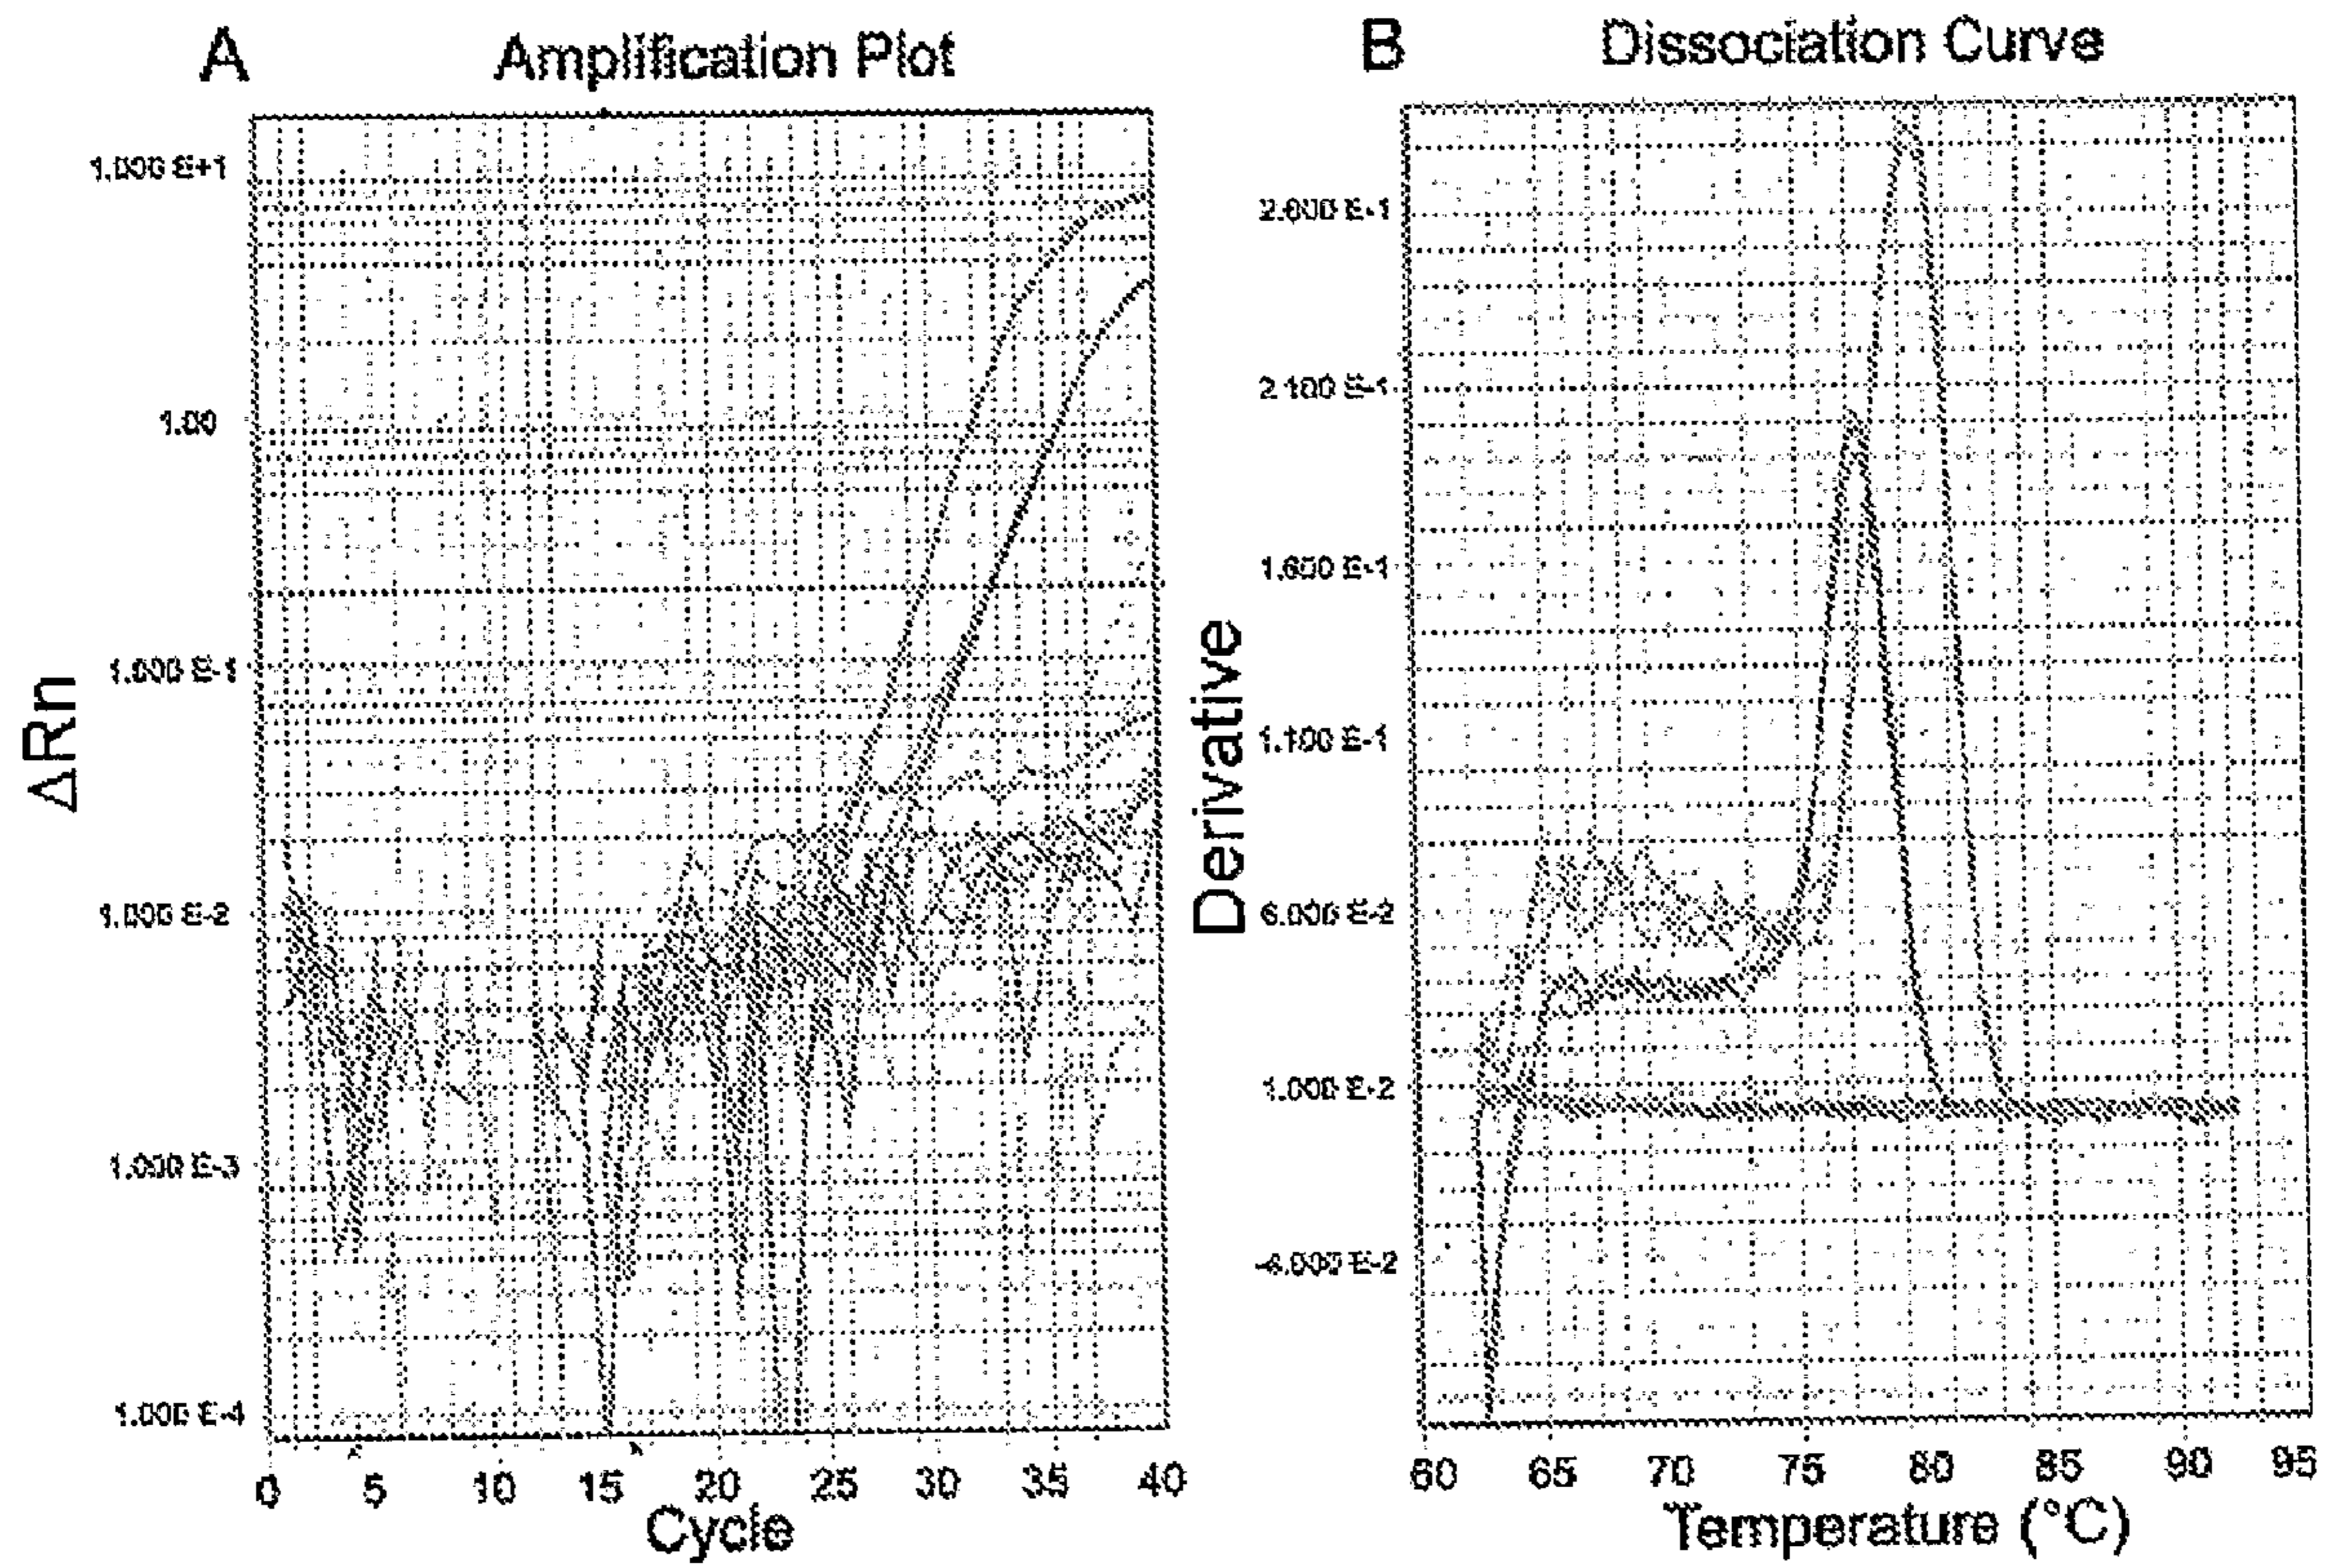 A
Amplification Plot
1.000 E+1
1.00
1.000 E-1
1.000 E-2
1.000 E-3
1.000 E-4
ΔRn
0 5 10 15 20 25 30 35 40
Cycle
B
Dissociation Curve
2.600 E-1
2.100 E-1
1.600 E-1
1.100 E-1
6.000 E-2
1.000 E-2
-4.000 E-2
Derivative
60 65 70 75 80 85 90 95
Temperature (°C)